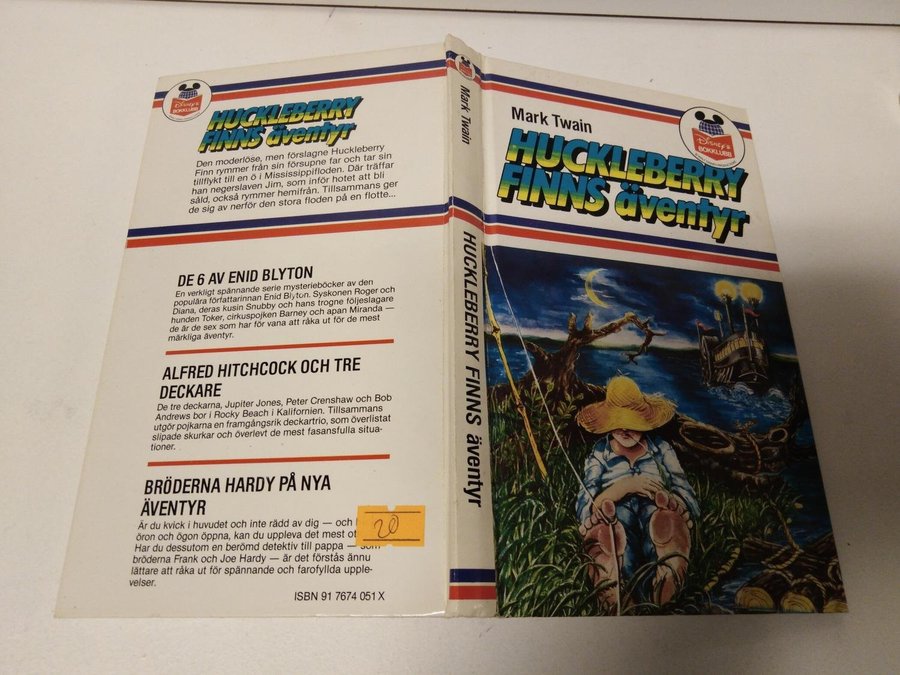 Disney's
BOKKLUBB
HUCKLEBERRY
FINNS äventyr
Den moderlöse, men förslagne Huckleberry
Finn rymmer från sin försupne far och tar sin
tillflykt till en ö i Mississippifloden. Där träffar
han negerslaven Jim, som inför hotet att bli
såld, också rymmer hemifrån. Tillsammans ger
de sig av nerför den stora floden på en flotte...
DE 6 AV ENID BLYTON
En verkligt spännande serie mysterieböcker av den
populära författarinnan Enid Blyton. Syskonen Roger och
Diana, deras kusin Snubby och hans trogne följeslagare
hunden Toker, cirkuspojken Barney och apan Miranda —
de är de sex som har för vana att råka ut för de mest
märkliga äventyr.
ALFRED HITCHCOCK OCH TRE
DECKARE
De tre deckarna, Jupiter Jones, Peter Crenshaw och Bob
Andrews bor i Rocky Beach i Kalifornien. Tillsammans
utgör pojkarna en framgångsrik deckartrio, som överlistat
slipade skurkar och överlevt de mest fasansfulla situa-
tioner.
BRÖDERNA HARDY PÅ NYA
ÄVENTYR
Är du kvick i huvudet och inte rädd av dig — och
öron och ögon öppna, kan du uppleva det mest
Har du dessutom en berömd detektiv till pappa — som
bröderna Frank och Joe Hardy — är det förstås ännu
lättare att råka ut för spännande och farofyllda upple-
velser.
20
ISBN 91 7674 051 X
Mark Twain
HUCKLEBERRY FINNS äventyr
Mark Twain
HUCKLEBERRY
FINNS äventyr
Disney's
BOKKLUBB